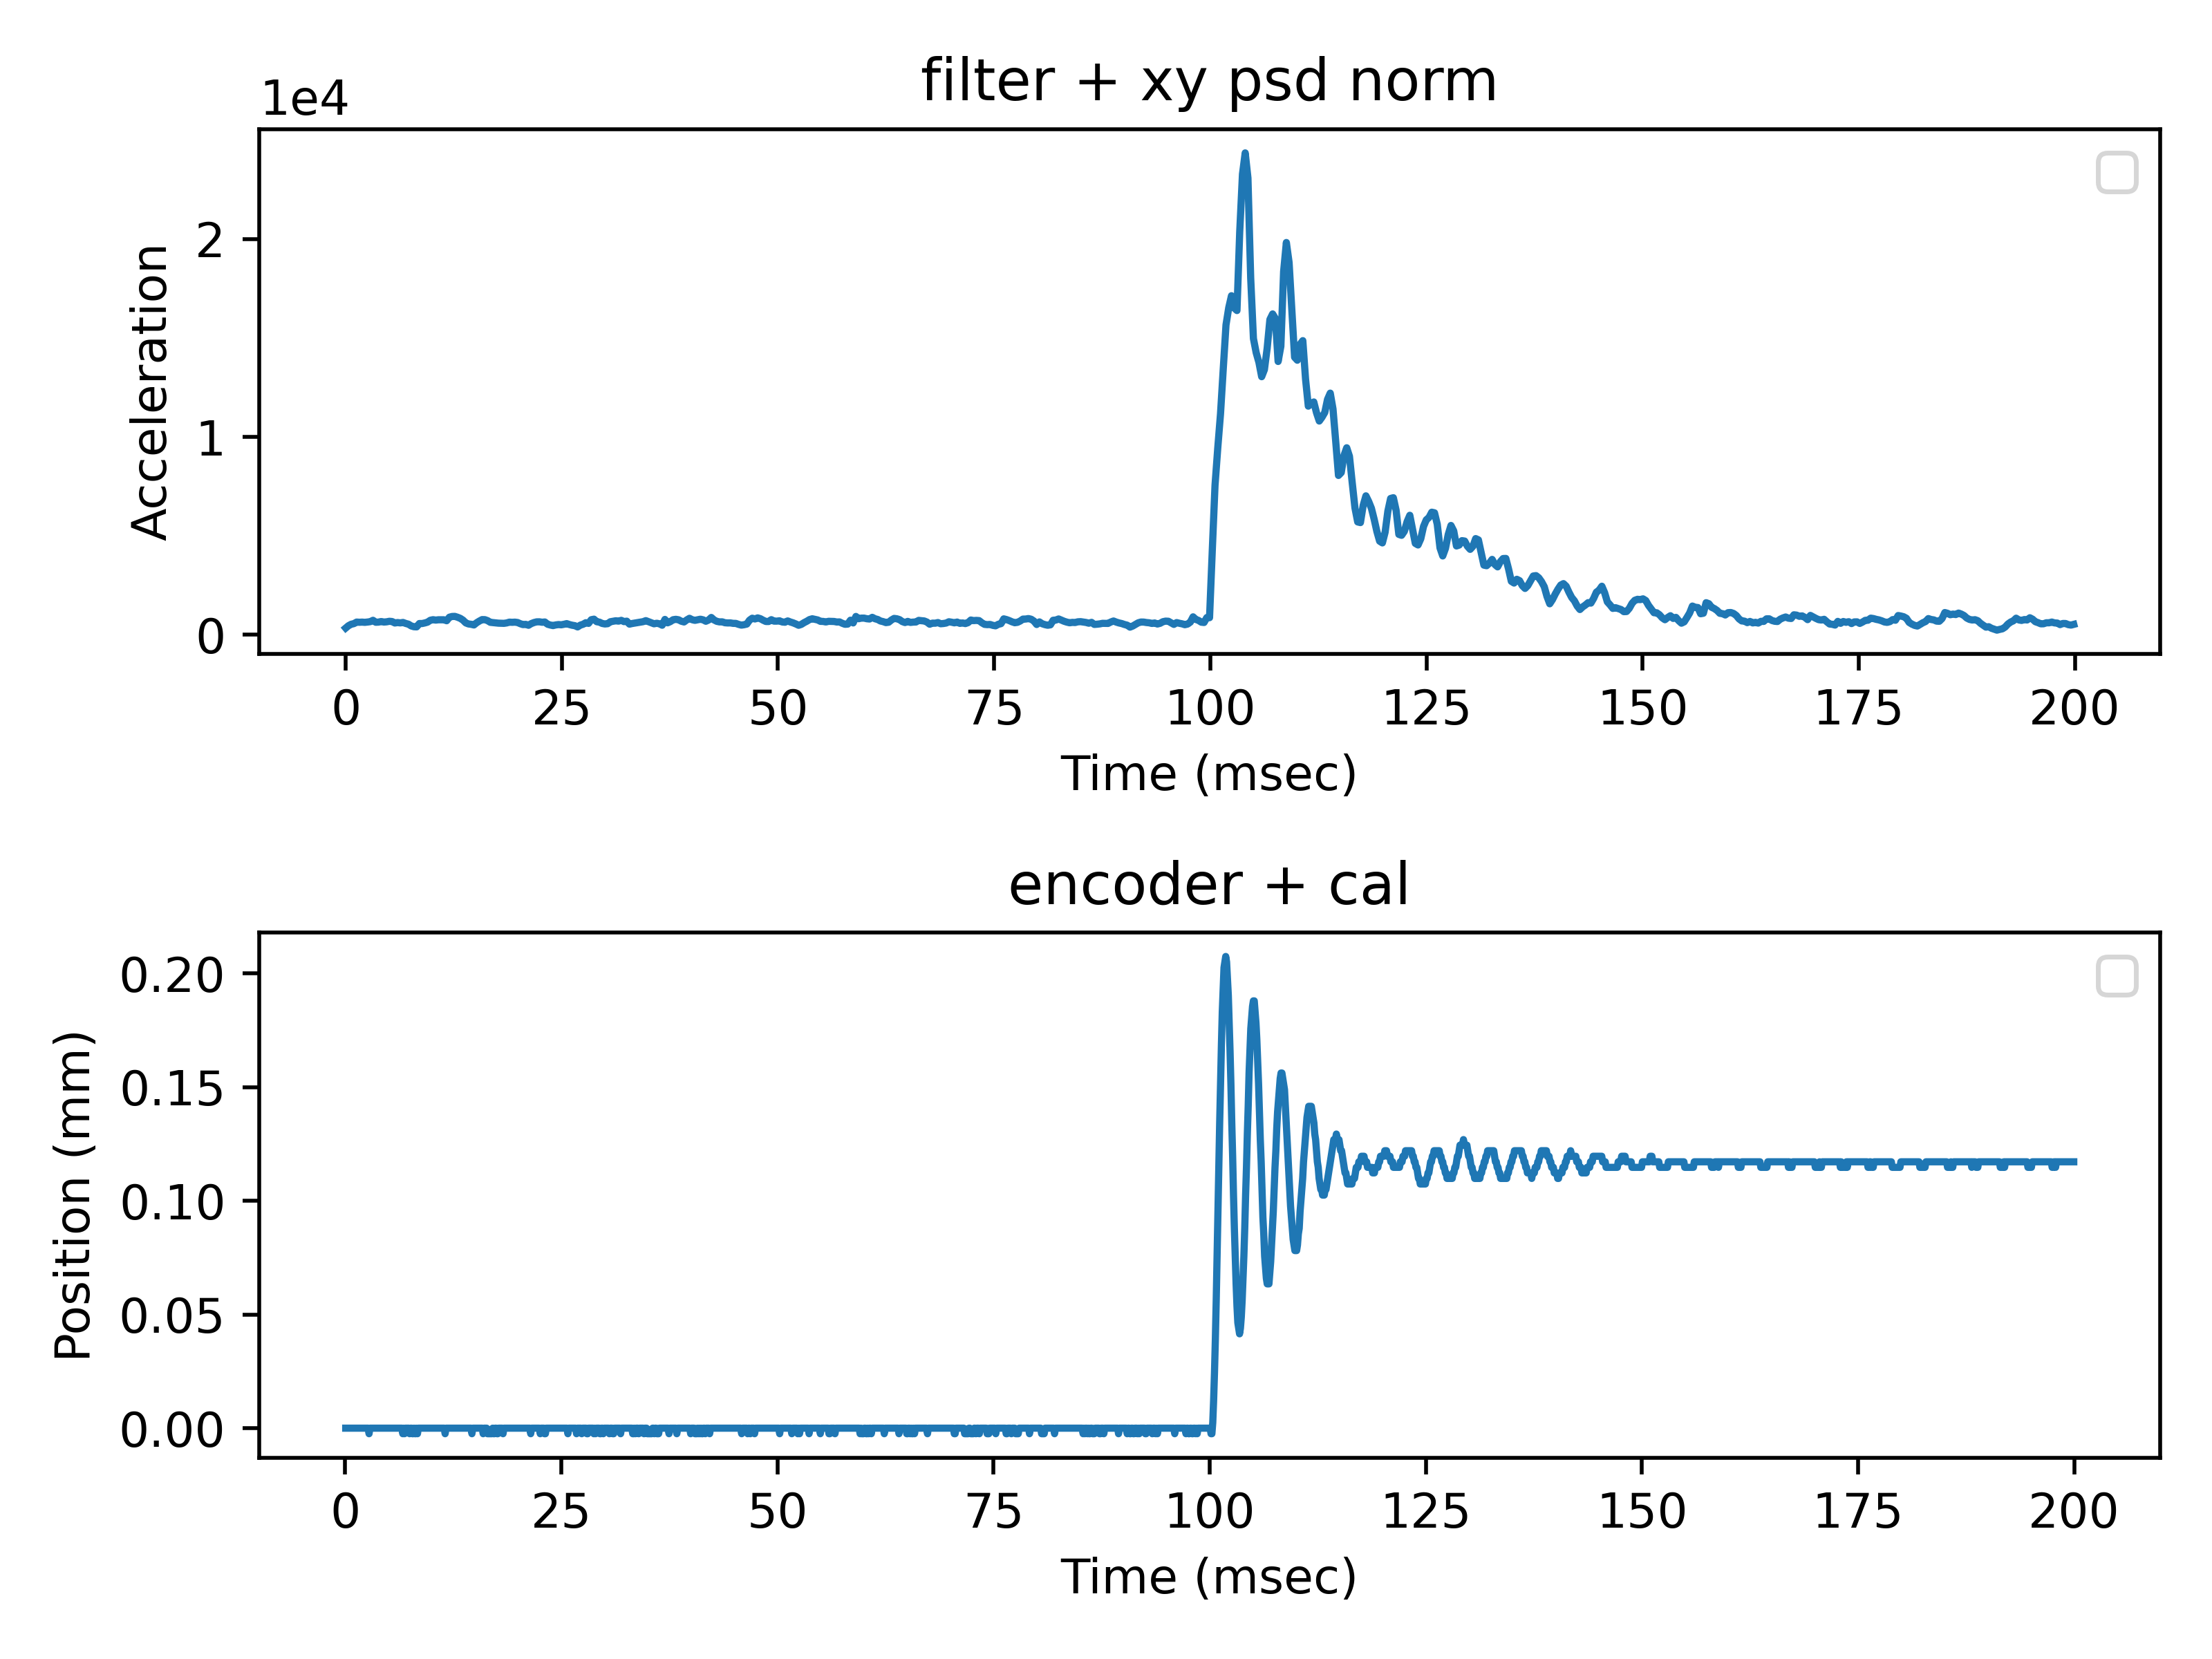 filter + xy psd norm
1e4
Acceleration
2
1
0
0 25 50 75 100 125 150 175 200
Time (msec)
encoder + cal
Position (mm)
0.20
0.15
0.10
0.05
0.00
0 25 50 75 100 125 150 175 200
Time (msec)